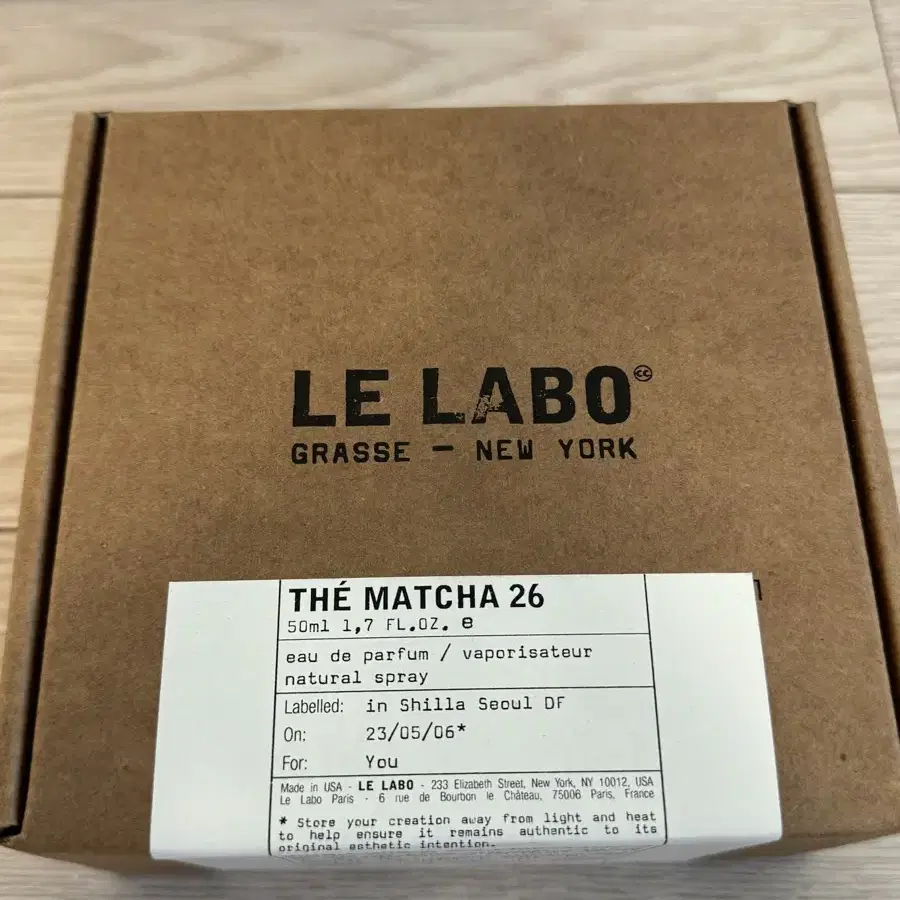 LE LABO
GRASSE — NEW YORK
THÉ MATCHA 26
50ml 1,7 FL.OZ. e
eau de parfum / vaporisateur
natural spray
Labelled: in Shilla Seoul DF
On: 23/05/06*
For: You
Made in USA - LE LABO - 233 Elizabeth Street, New York, NY 10012, USA
Le Labo Paris - 6 rue de Bourbon le Château, 75006 Paris, France
* Store your creation away from light and heat
to help ensure it remains authentic to its
original esthetic intention.